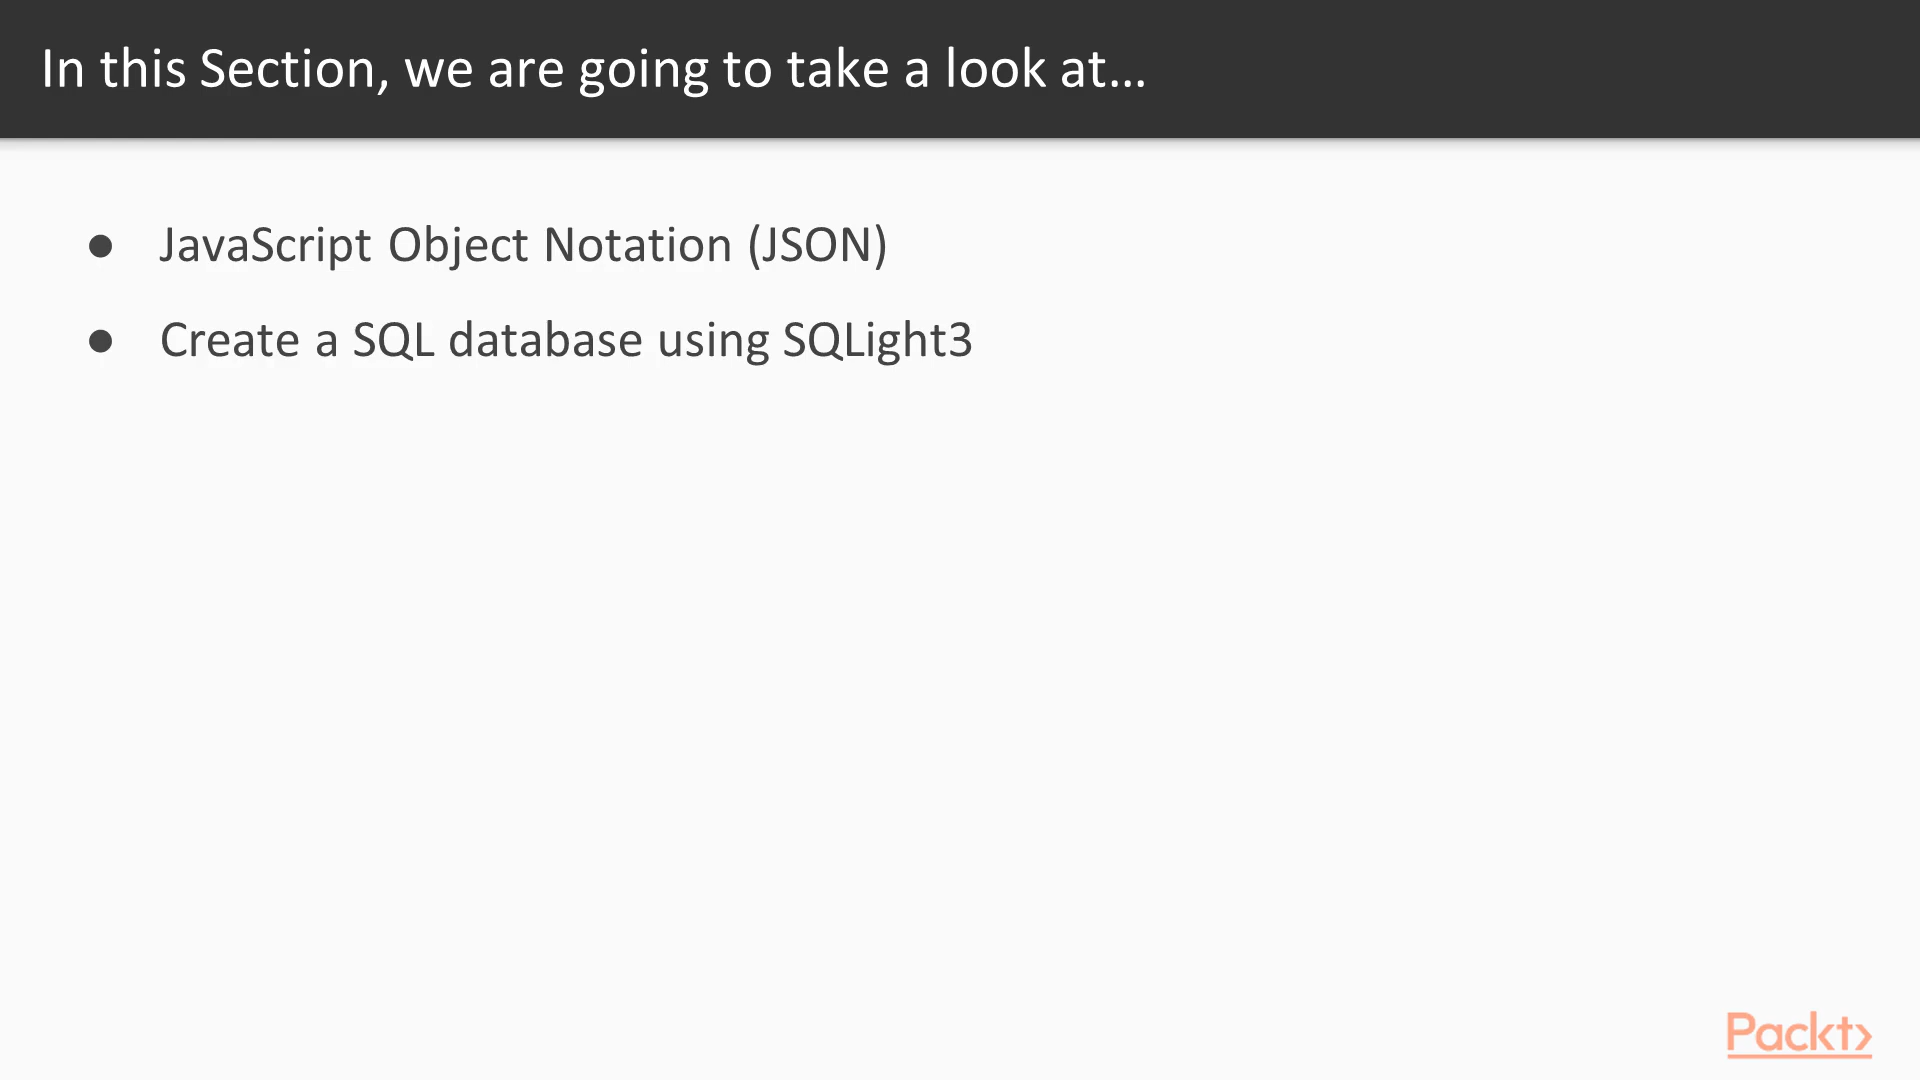 In this Section, we are going to take a look at...
● JavaScript Object Notation (JSON)
● Create a SQL database using SQLight3
Packt>